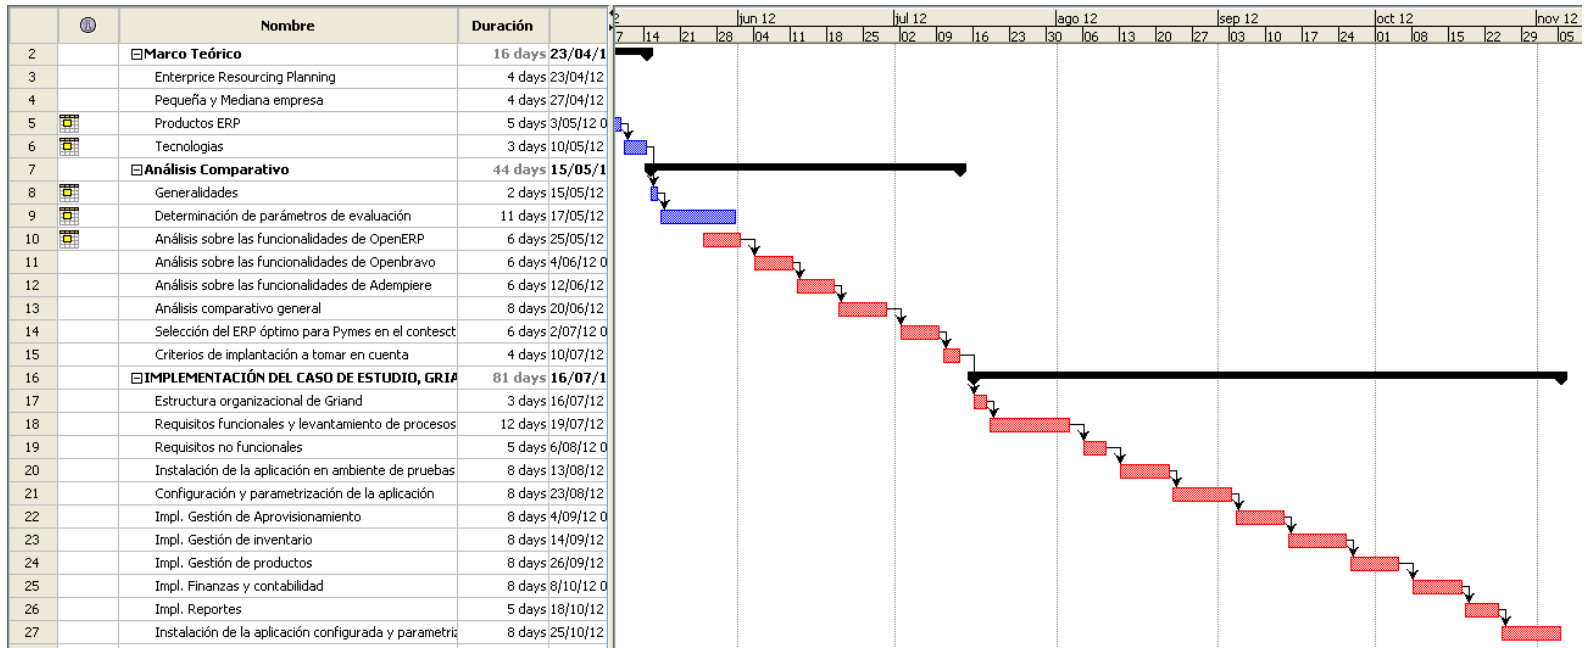 Nombre Duración 2 jun 12 jul 12 ago 12 sep 12 oct 12 nov 12
7 14 21 28 04 11 18 25 02 09 16 23 30 06 13 20 27 03 10 17 24 01 08 15 22 29 05
2 Marco Teórico 16 days 23/04/1
3 Enterprice Resourcing Planning 4 days 23/04/12
4 Pequeña y Mediana empresa 4 days 27/04/12
5 Productos ERP 5 days 3/05/12 0
6 Tecnologias 3 days 10/05/12
7 Análisis Comparativo 44 days 15/05/1
8 Generalidades 2 days 15/05/12
9 Determinación de parámetros de evaluación 11 days 17/05/12
10 Análisis sobre las funcionalidades de OpenERP 6 days 25/05/12
11 Análisis sobre las funcionalidades de Openbravo 6 days 4/06/12 0
12 Análisis sobre las funcionalidades de Adempiere 6 days 12/06/12
13 Análisis comparativo general 8 days 20/06/12
14 Selección del ERP óptimo para Pymes en el contesct 6 days 2/07/12 0
15 Criterios de implantación a tomar en cuenta 4 days 10/07/12
16 IMPLEMENTACIÓN DEL CASO DE ESTUDIO, GRIA 81 days 16/07/1
17 Estructura organizacional de Griand 3 days 16/07/12
18 Requisitos funcionales y levantamiento de procesos 12 days 19/07/12
19 Requisitos no funcionales 5 days 6/08/12 0
20 Instalación de la aplicación en ambiente de pruebas 8 days 13/08/12
21 Configuración y parametrización de la aplicación 8 days 23/08/12
22 Impl. Gestión de Aprovisionamiento 8 days 4/09/12 0
23 Impl. Gestión de inventario 8 days 14/09/12
24 Impl. Gestión de productos 8 days 26/09/12
25 Impl. Finanzas y contabilidad 8 days 8/10/12 0
26 Impl. Reportes 5 days 18/10/12
27 Instalación de la aplicación configurada y parametriz 8 days 25/10/12